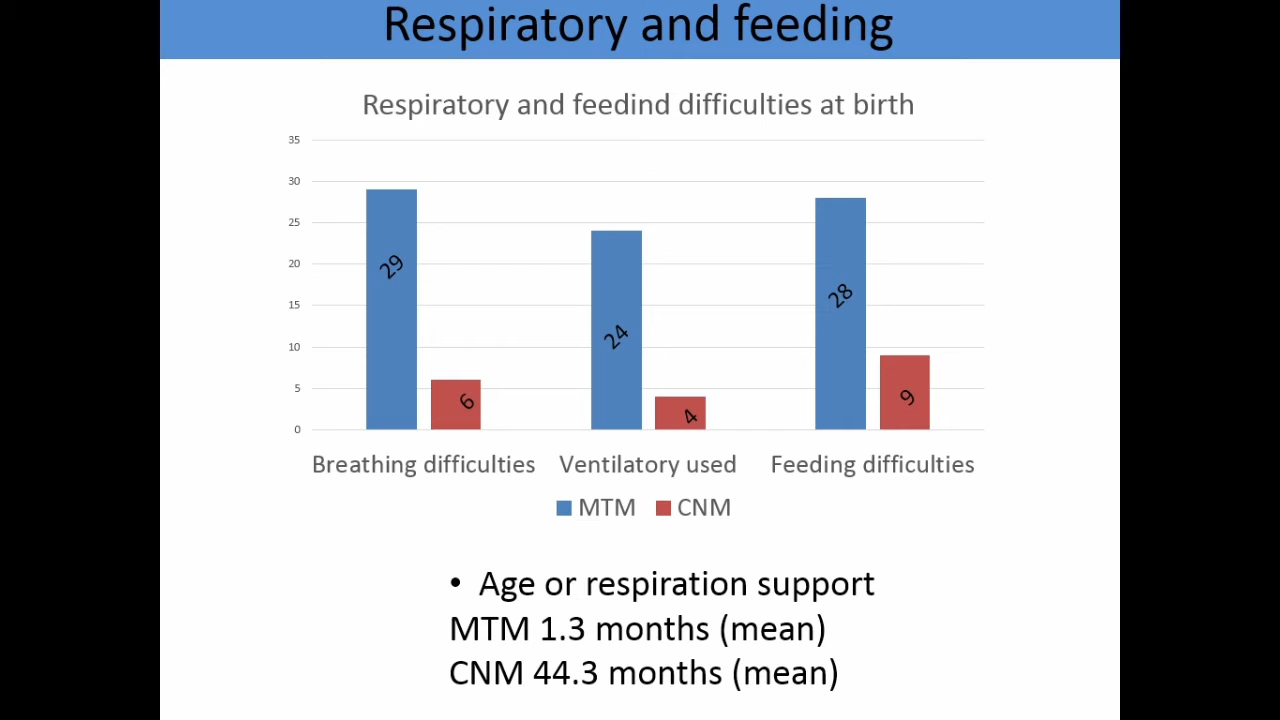 Respiratory and feeding
Respiratory and feedind difficulties at birth
35
30
25
20
15
10
5
0
29
6
24
4
28
9
Breathing difficulties Ventilatory used Feeding difficulties
MTM CNM
• Age or respiration support
MTM 1.3 months (mean)
CNM 44.3 months (mean)